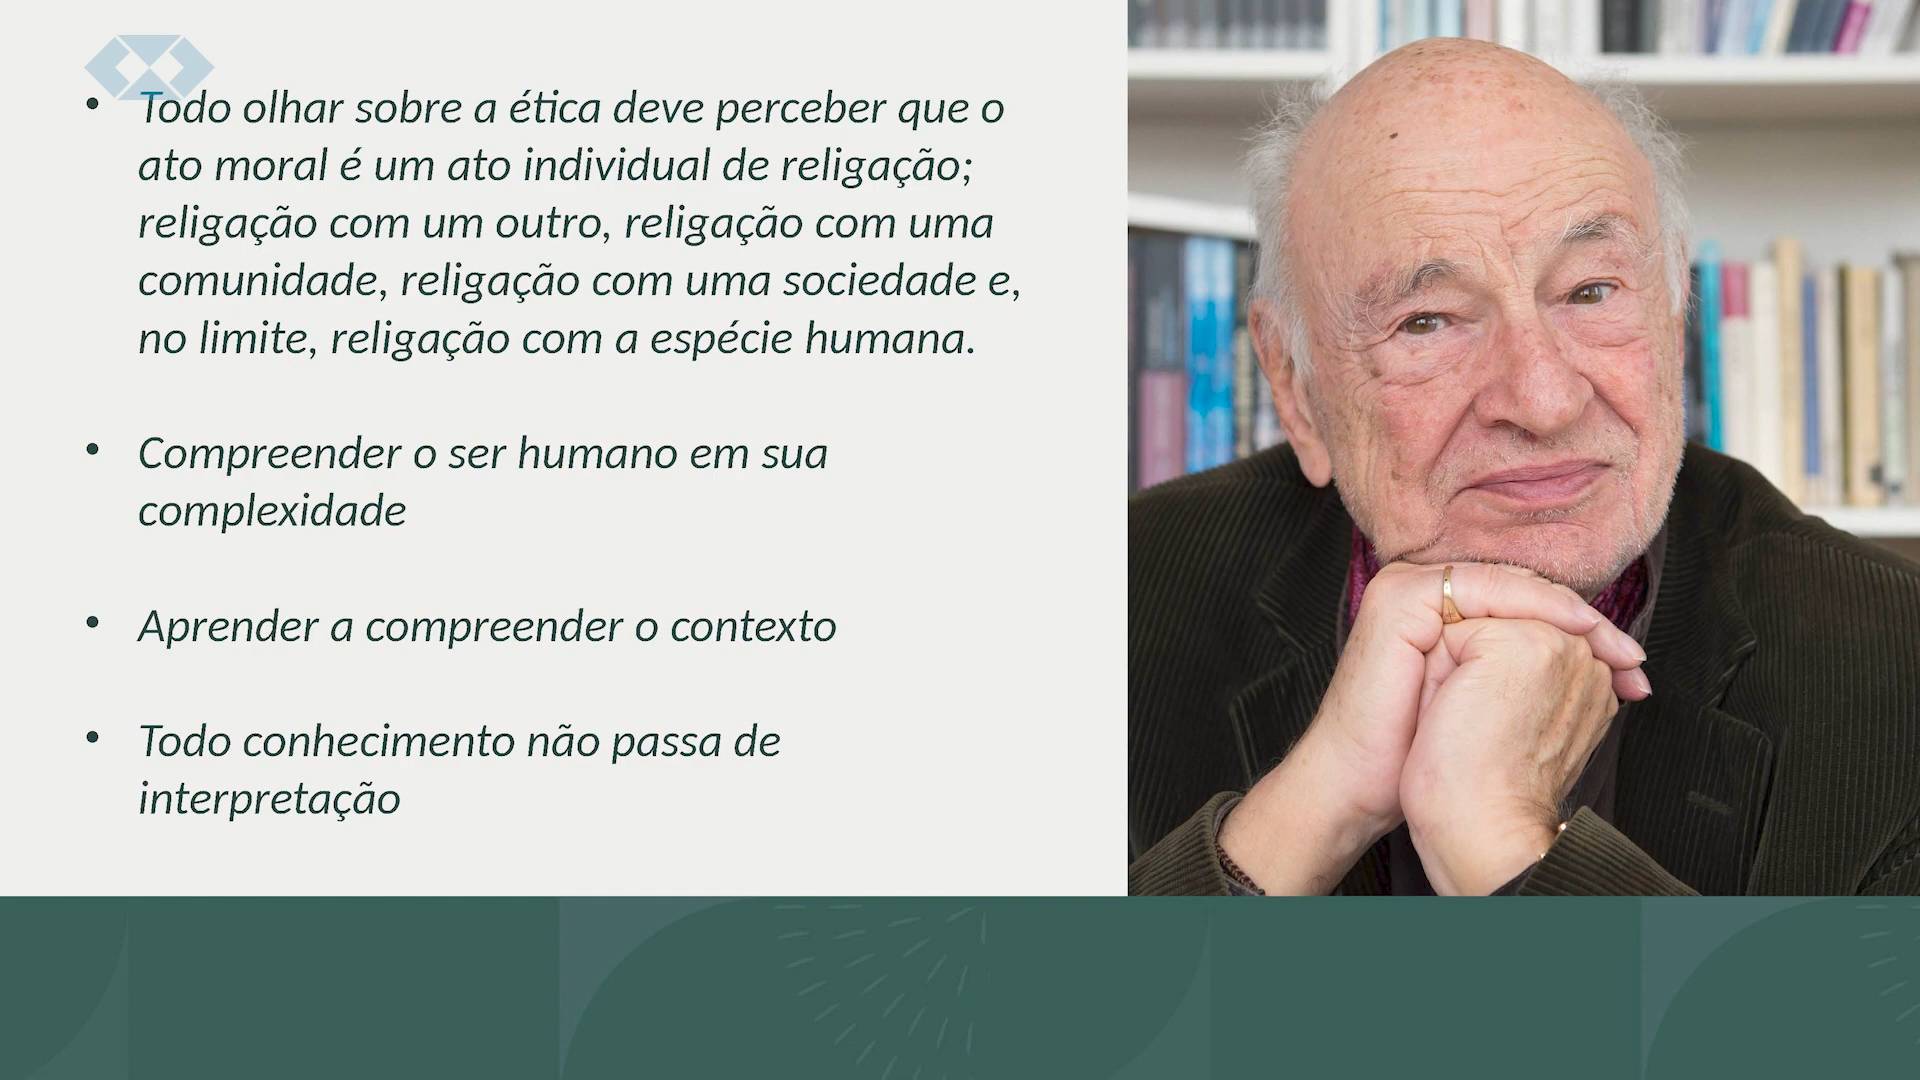 • Todo olhar sobre a ética deve perceber que o
ato moral é um ato individual de religação;
religação com um outro, religação com uma
comunidade, religação com uma sociedade e,
no limite, religação com a espécie humana.
• Compreender o ser humano em sua
complexidade
• Aprender a compreender o contexto
• Todo conhecimento não passa de
interpretação